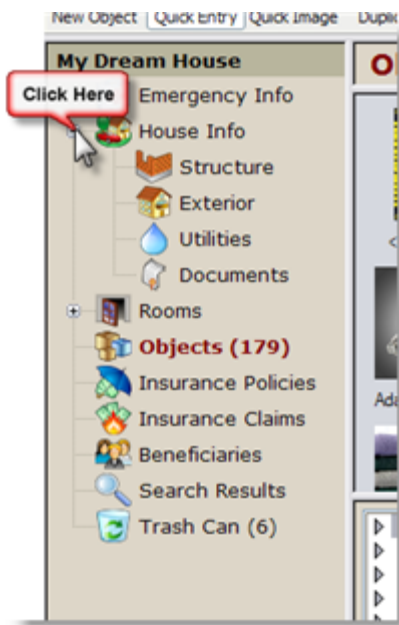 New Object Quick Entry Quick Image
My Dream House
Click Here
Emergency Info
House Info
Structure
Exterior
Utilities
Documents
Rooms
Objects (179)
Insurance Policies
Insurance Claims
Beneficiaries
Search Results
Trash Can (6)